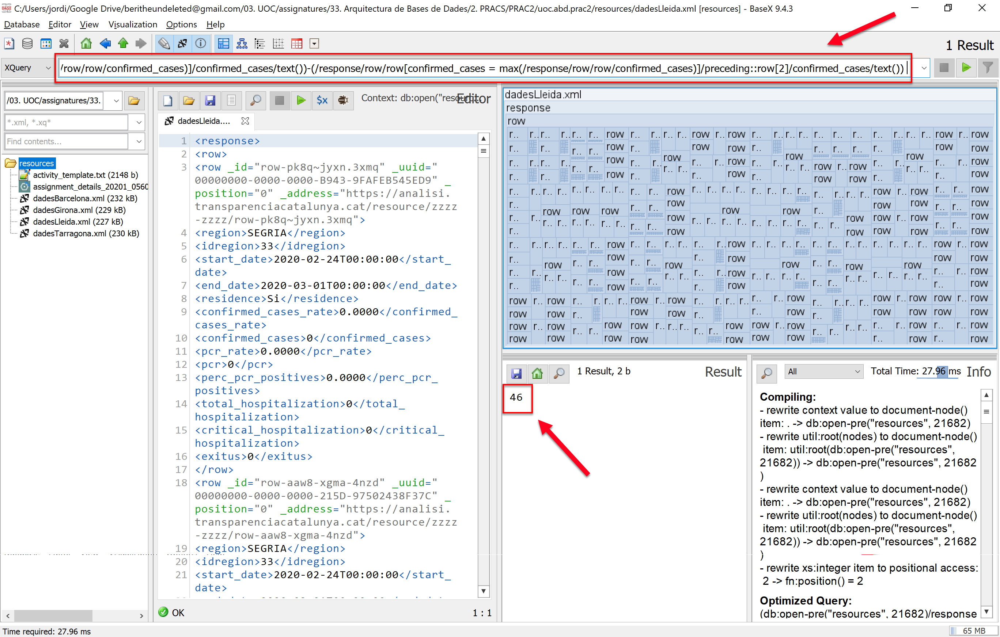 C:/Users/jordi/Google Drive/beritheundeleted@gmail.com/03. UOC/assignatures/33. Arquitectura de Bases de Dades/2. PRACS/PRAC2/uoc.abd.prac2/resources/dadesLleida.xml [resources] - BaseX 9.4.3
Database Editor View Visualization Options Help
1 Result
XQuery
/row/row/confirmed_cases)]/confirmed_cases/text())-(/response/row/row[confirmed_cases = max(/response/row/row/confirmed_cases)]/preceding::row[2]/confirmed_cases/text())
/03. UOC/assignatures/33.
*.xml, *.xq*
Find contents...
resources
activity_template.txt (2148 b)
assignment_details_20201_0560
dadesBarcelona.xml (232 kB)
dadesGirona.xml (229 kB)
dadesLleida.xml (227 kB)
dadesTarragona.xml (230 kB)
$x
Context: db:open("resourc...
Editor
dadesLleida....
1 <response>
2 <row>
3 <row _id="row-pk8q~jyxn.3xmq" _uuid="
00000000-0000-0000-B943-9FAFEB545ED9" _
position="0" _address="https://analisi.
transparenciacatalunya.cat/resource/zzzz
-zzzz/row-pk8q~jyxn.3xmq">
4 <region>SEGRIA</region>
5 <idregion>33</idregion>
6 <start_date>2020-02-24T00:00:00</start_
date>
7 <end_date>2020-03-01T00:00:00</end_date>
8 <residence>Si</residence>
9 <confirmed_cases_rate>0.0000</confirmed_
cases_rate>
10 <confirmed_cases>0</confirmed_cases>
11 <pcr_rate>0.0000</pcr_rate>
12 <pcr>0</pcr>
13 <perc_pcr_positives>0.0000</perc_pcr_
positives>
14 <total_hospitalization>0</total_
hospitalization>
15 <critical_hospitalization>0</critical_
hospitalization>
16 <exitus>0</exitus>
17 </row>
18 <row _id="row-aaw8-xgma-4nzd" _uuid="
00000000-0000-0000-215D-97502438F37C" _
position="0" _address="https://analisi.
transparenciacatalunya.cat/resource/zzzz
-zzzz/row-aaw8-xgma-4nzd">
19 <region>SEGRIA</region>
20 <idregion>33</idregion>
21 <start_date>2020-02-24T00:00:00</start_
date>
OK
1 : 1
dadesLleida.xml
response
row
1 Result, 2 b
Result
46
All
Total Time: 27.96 ms
Info
Compiling:
- rewrite context value to document-node()
item: . -> db:open-pre("resources", 21682)
- rewrite util:root(nodes) to document-node()
item: util:root(db:open-pre("resources",
21682)) -> db:open-pre("resources", 21682
)
- rewrite context value to document-node()
item: . -> db:open-pre("resources", 21682)
- rewrite util:root(nodes) to document-node()
item: util:root(db:open-pre("resources",
21682)) -> db:open-pre("resources", 21682
)
- rewrite xs:integer item to positional access:
2 -> fn:position() = 2
Optimized Query:
(db:open-pre("resources", 21682)/response
Time required: 27.96 ms
65 MB